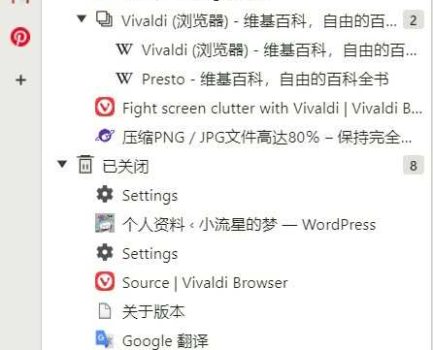 Vivaldi (浏览器) - 维基百科，自由的百... 2
Vivaldi (浏览器) - 维基百科，自由的百...
Presto - 维基百科，自由的百科全书
Fight screen clutter with Vivaldi | Vivaldi B...
压缩PNG / JPG文件高达80% – 保持完全...
已关闭 8
Settings
个人资料 ‹ 小流星的梦 — WordPress
Settings
Source | Vivaldi Browser
关于版本
Google 翻译